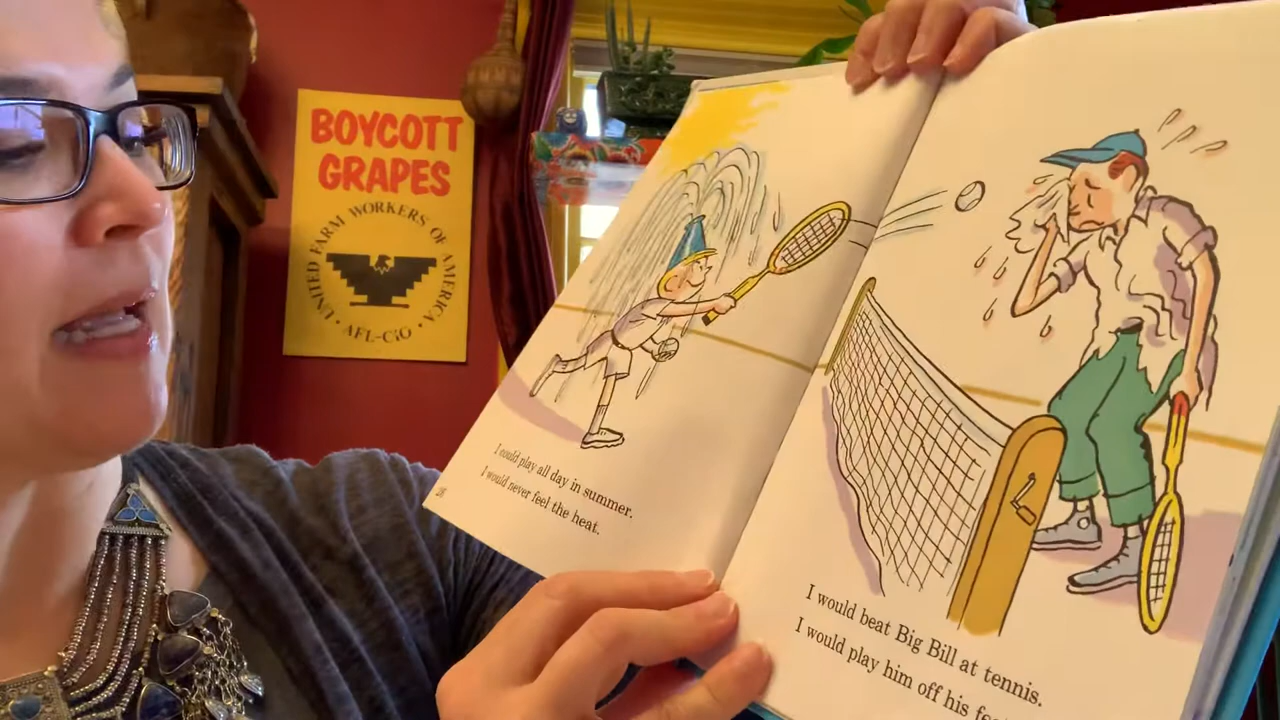 BOYCOTT
GRAPES
UNITED FARM WORKERS OF AMERICA
AFL-CIO
I could play all day in summer.
I would never feel the heat.
I would beat Big Bill at tennis.
I would play him off his